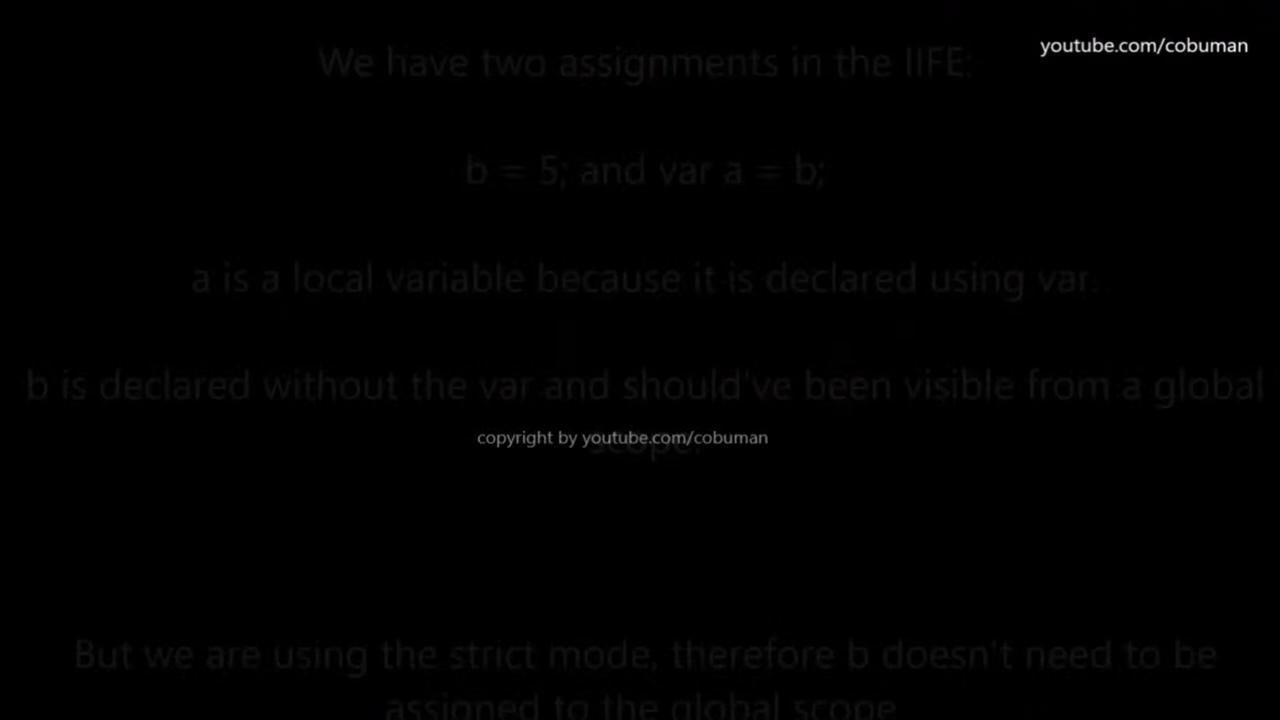 youtube.com/cobuman
We have two assignments in the IIFE:
b = 5; and var a = b;
a is a local variable because it is declared using var.
b is declared without the var and should've been visible from a global
scope.
copyright by youtube.com/cobuman
But we are using the strict mode, therefore b doesn't need to be
assigned to the global scope